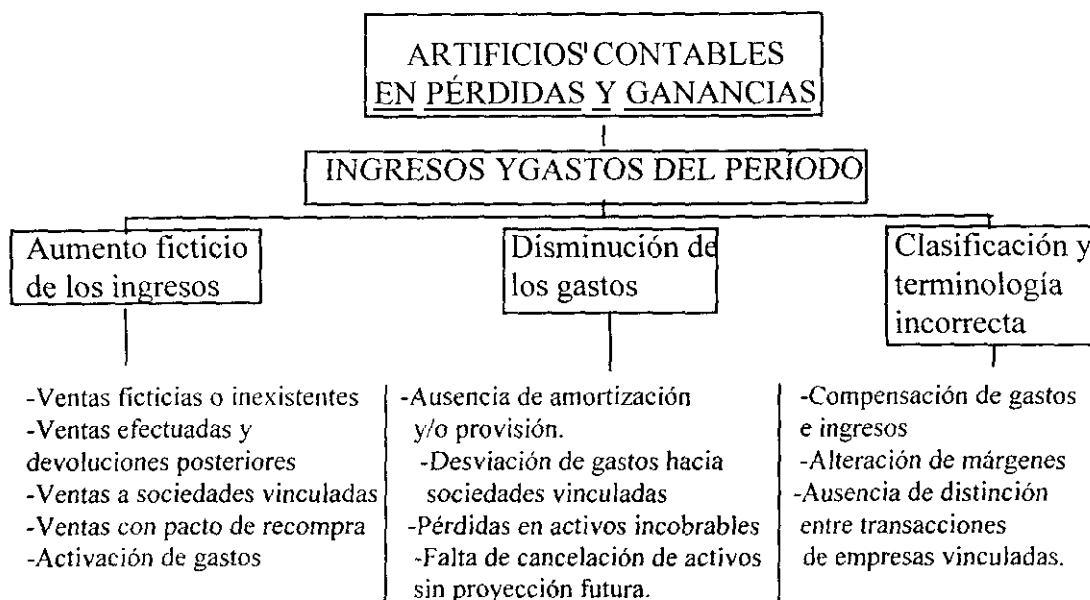 ARTIFICIOS' CONTABLES
EN PÉRDIDAS Y GANANCIAS
INGRESOS YGASTOS DEL PERÍODO
Aumento ficticio
de los ingresos
Disminución de
los gastos
Clasificación y
terminología
incorrecta
-Ventas ficticias o inexistentes
-Ventas efectuadas y
devoluciones posteriores
-Ventas a sociedades vinculadas
-Ventas con pacto de recompra
-Activación de gastos
-Ausencia de amortización
y/o provisión.
-Desviación de gastos hacia
sociedades vinculadas
-Pérdidas en activos incobrables
-Falta de cancelación de activos
sin proyección futura.
-Compensación de gastos
e ingresos
-Alteración de márgenes
-Ausencia de distinción
entre transacciones
de empresas vinculadas.